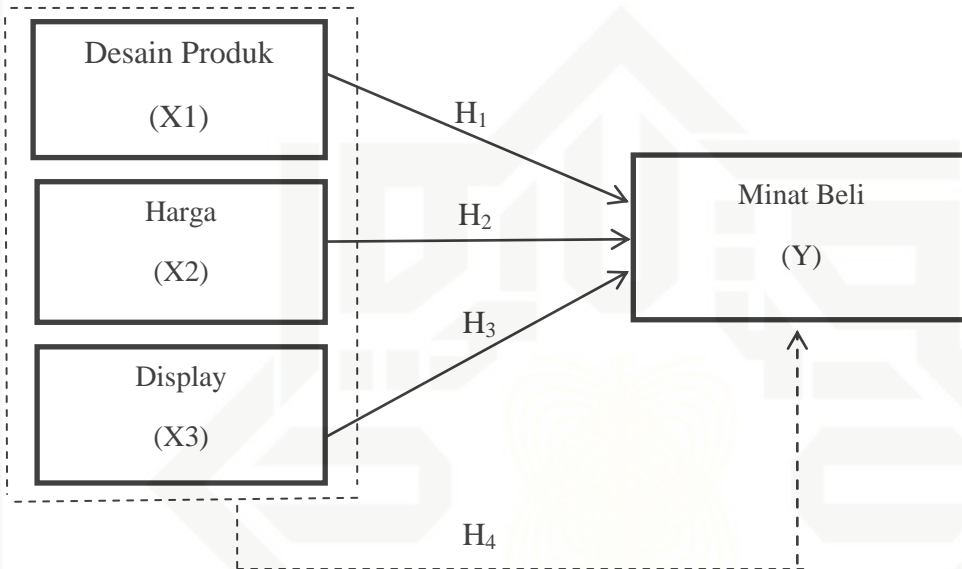 Desain Produk
(X1)
H₁
Harga
(X2)
H₂
Minat Beli
(Y)
Display
(X3)
H₃
H₄